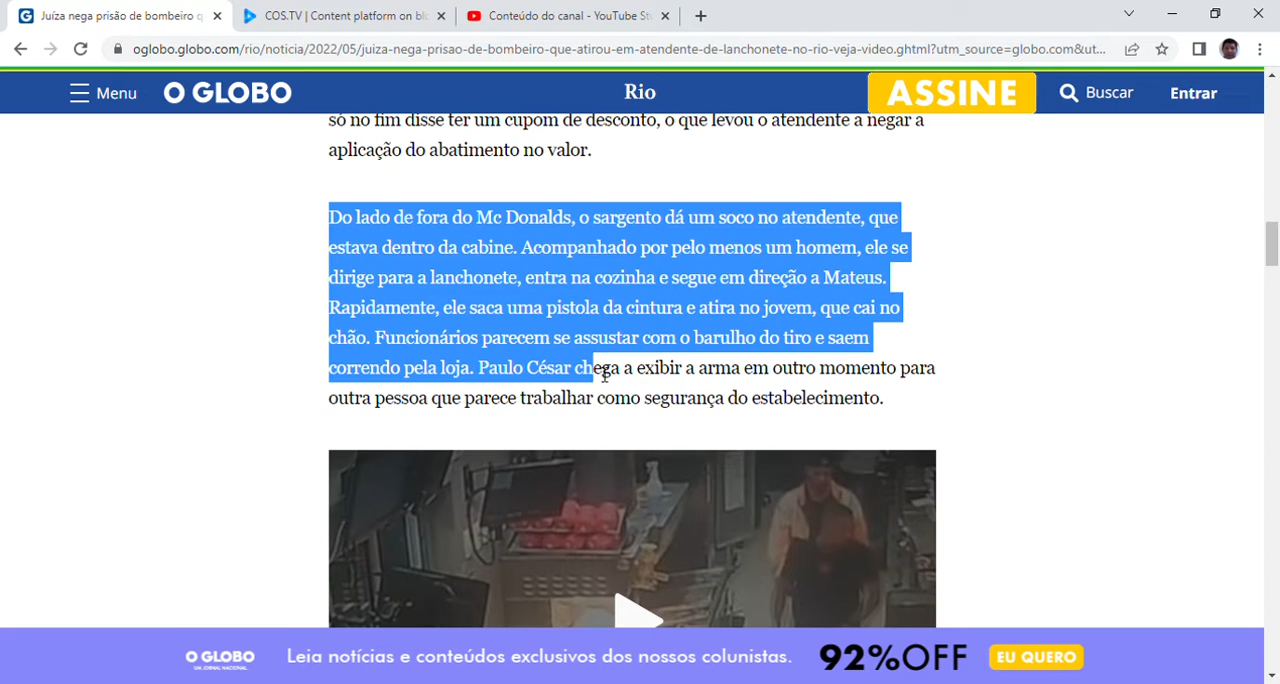 Juíza nega prisão de bombeiro q
COS.TV | Content platform on blo
Conteúdo do canal - YouTube Stu
oglobo.globo.com/rio/noticia/2022/05/juiza-nega-prisao-de-bombeiro-que-atirou-em-atendente-de-lanchonete-no-rio-veja-video.ghtml?utm_source=globo.com&ut...
Menu
O GLOBO
Rio
ASSINE
Buscar
Entrar
só no fim disse ter um cupom de desconto, o que levou o atendente a negar a
aplicação do abatimento no valor.
Do lado de fora do Mc Donalds, o sargento dá um soco no atendente, que
estava dentro da cabine. Acompanhado por pelo menos um homem, ele se
dirige para a lanchonete, entra na cozinha e segue em direção a Mateus.
Rapidamente, ele saca uma pistola da cintura e atira no jovem, que cai no
chão. Funcionários parecem se assustar com o barulho do tiro e saem
correndo pela loja. Paulo César chega a exibir a arma em outro momento para
outra pessoa que parece trabalhar como segurança do estabelecimento.
O GLOBO
UM JORNAL NACIONAL
Leia notícias e conteúdos exclusivos dos nossos colunistas.
92%OFF
EU QUERO